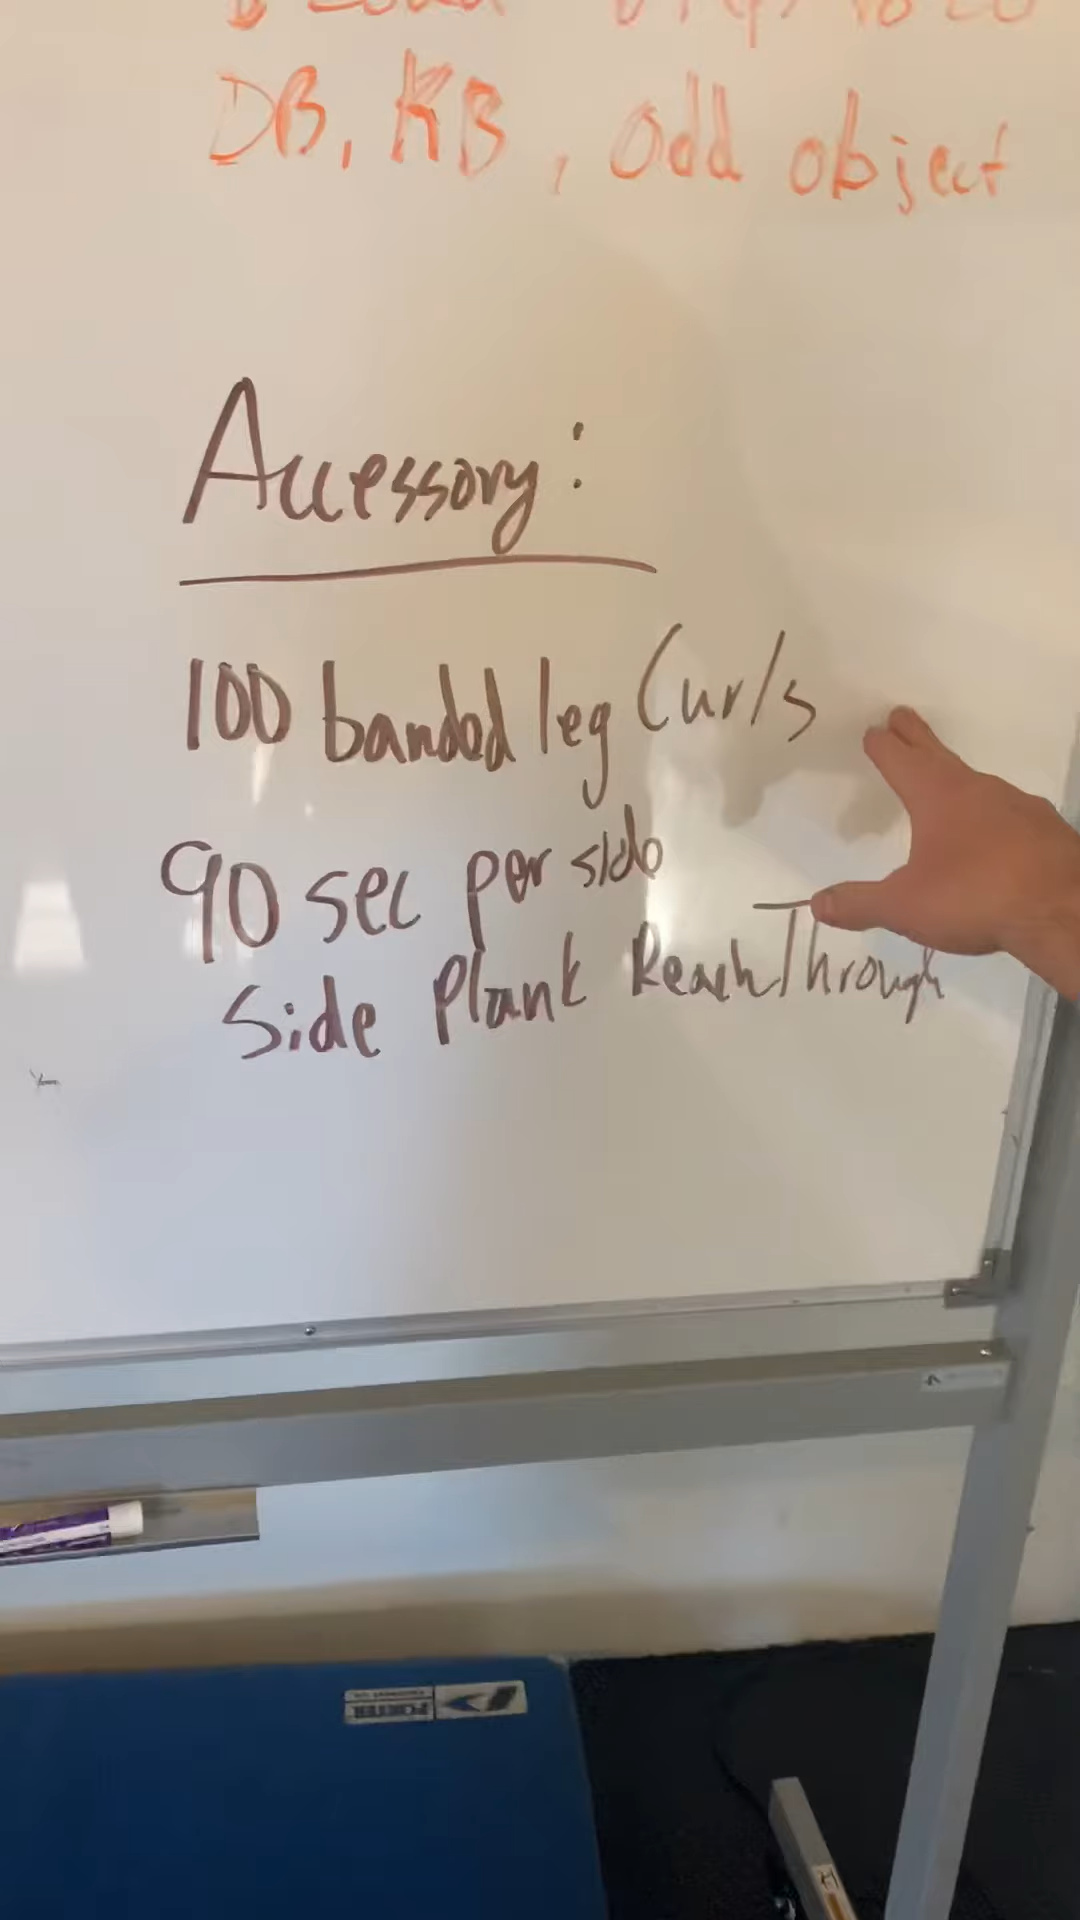 DB, KB, Odd object
Accessory:
100 banded leg Curls
90 sec per side
Side Plank Reach Through